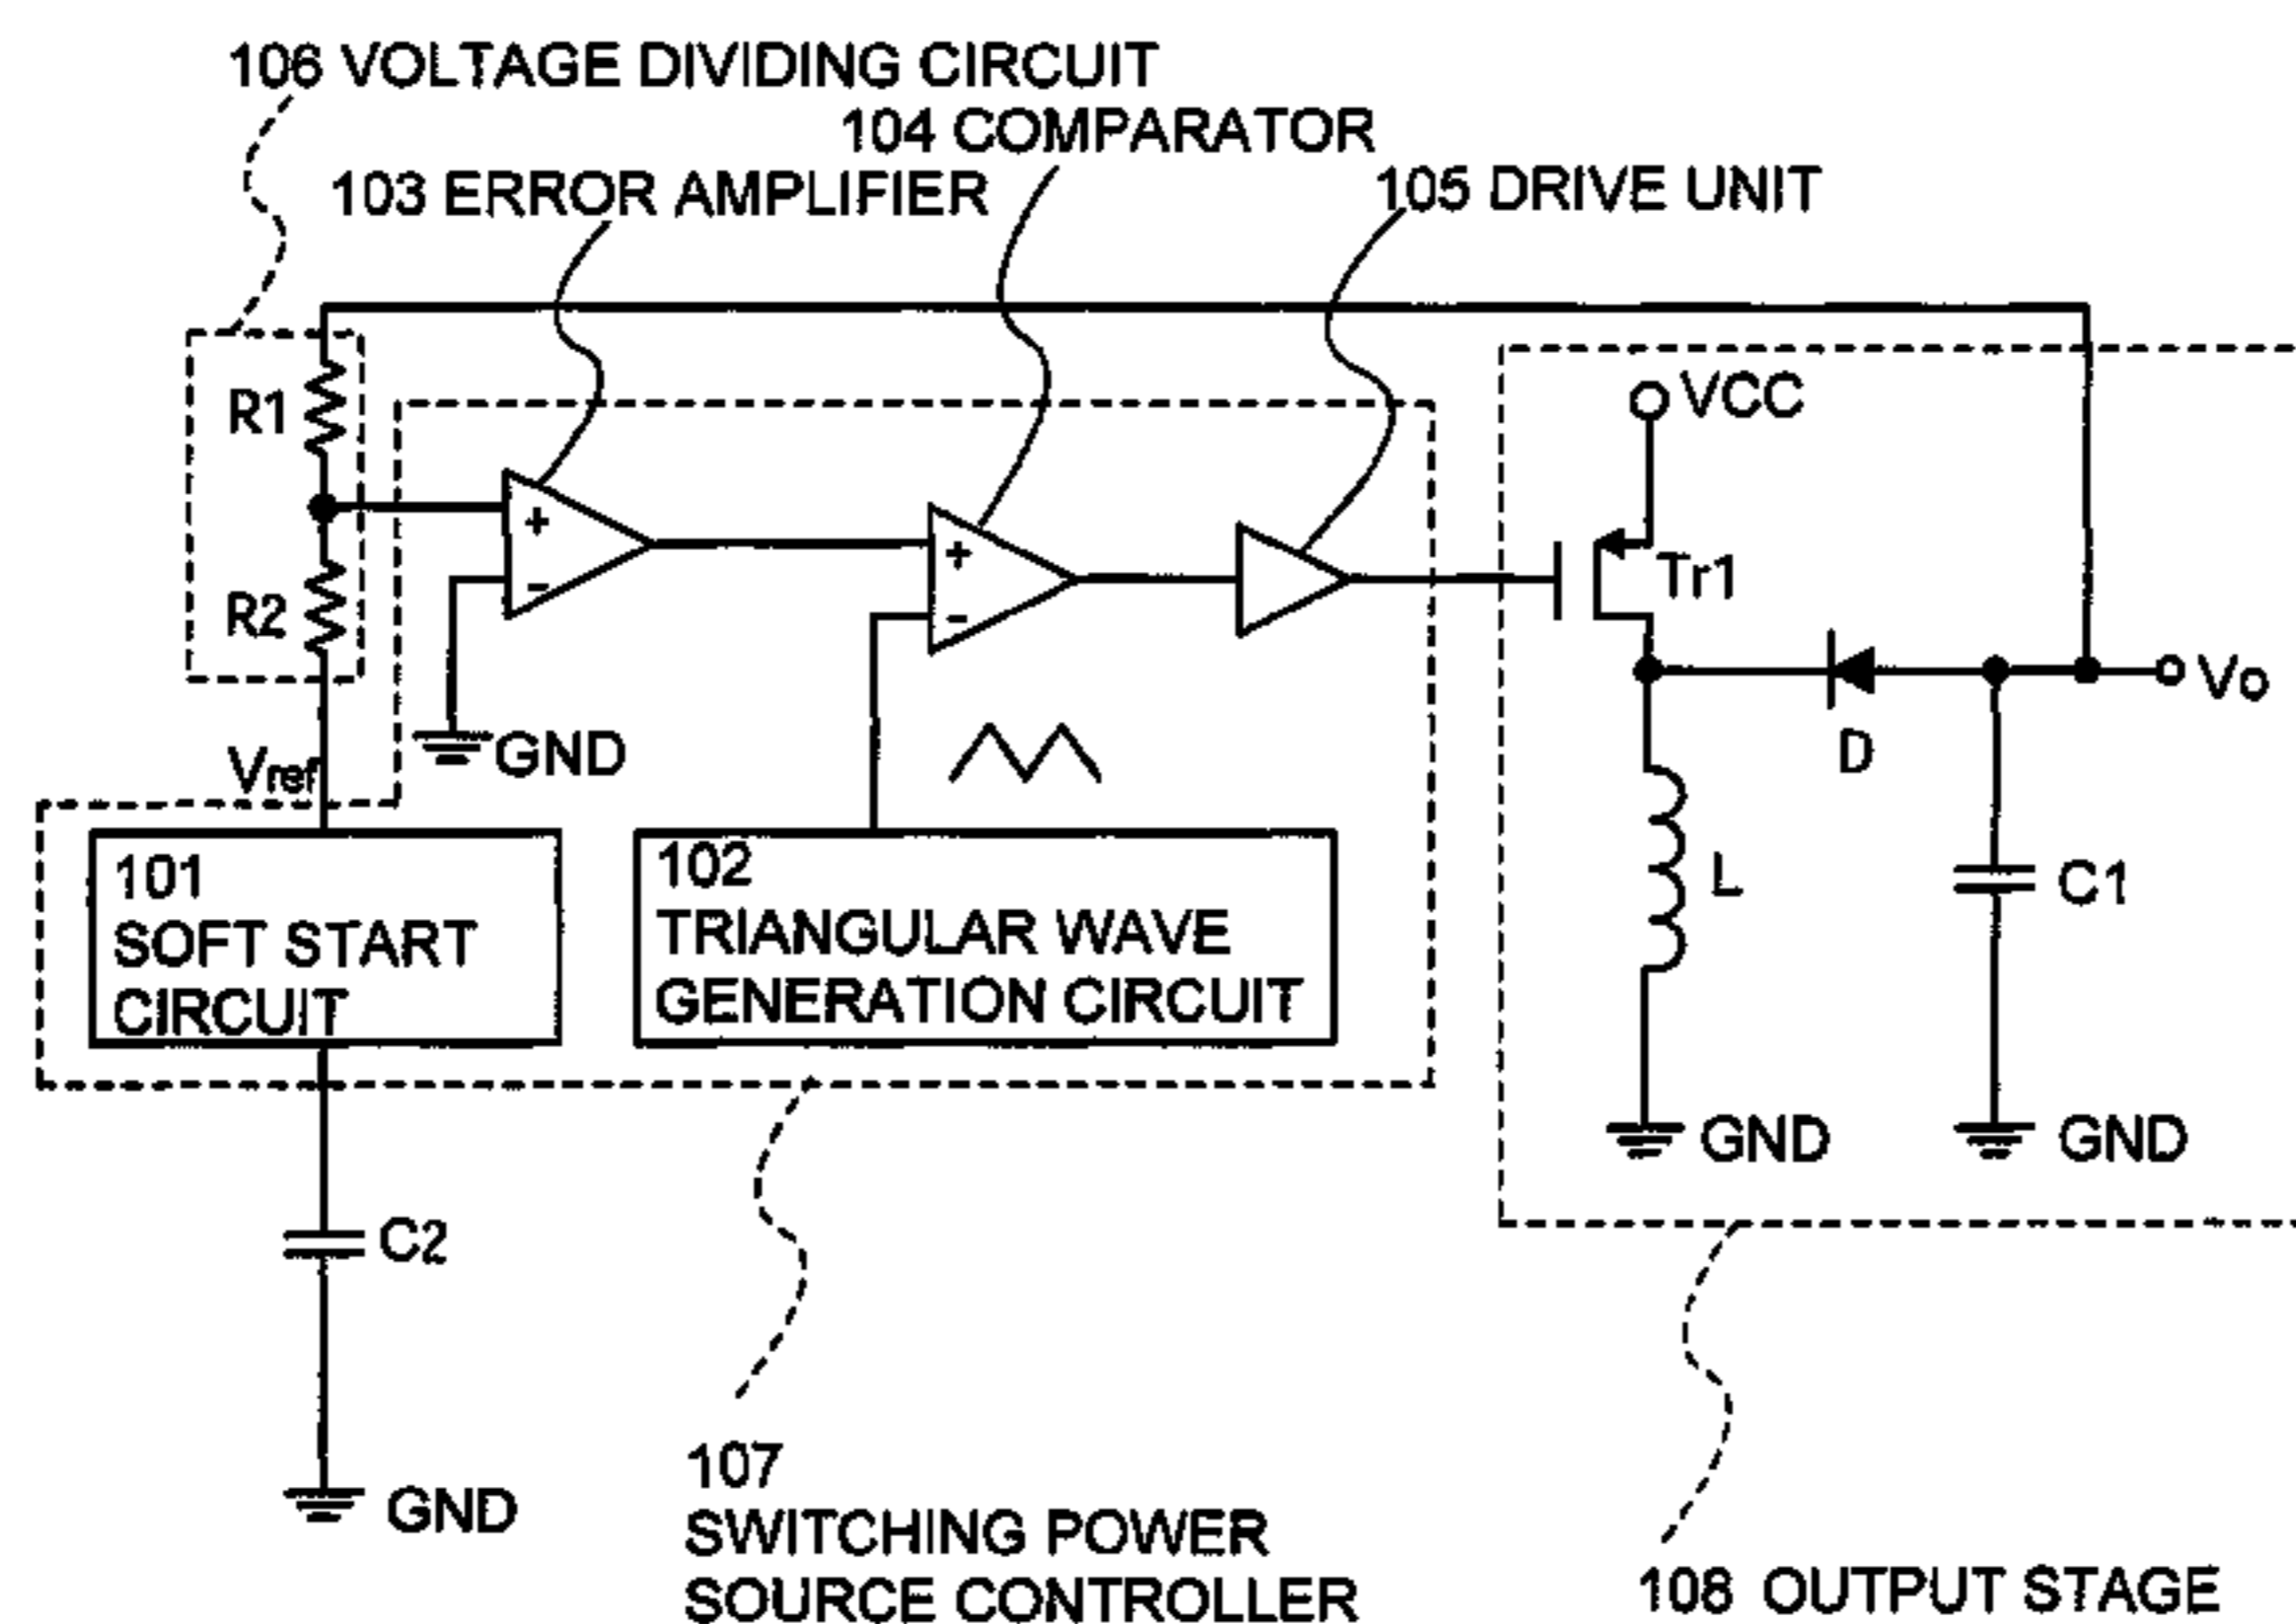 106 VOLTAGE DIVIDING CIRCUIT
104 COMPARATOR
103 ERROR AMPLIFIER
105 DRIVE UNIT
R1
VCC
+
-
+
-
Tr1
R2
GND
Vref
D
Vo
101
SOFT START
CIRCUIT
102
TRIANGULAR WAVE
GENERATION CIRCUIT
L
C1
GND
GND
C2
GND
107
SWITCHING POWER
SOURCE CONTROLLER
108 OUTPUT STAGE